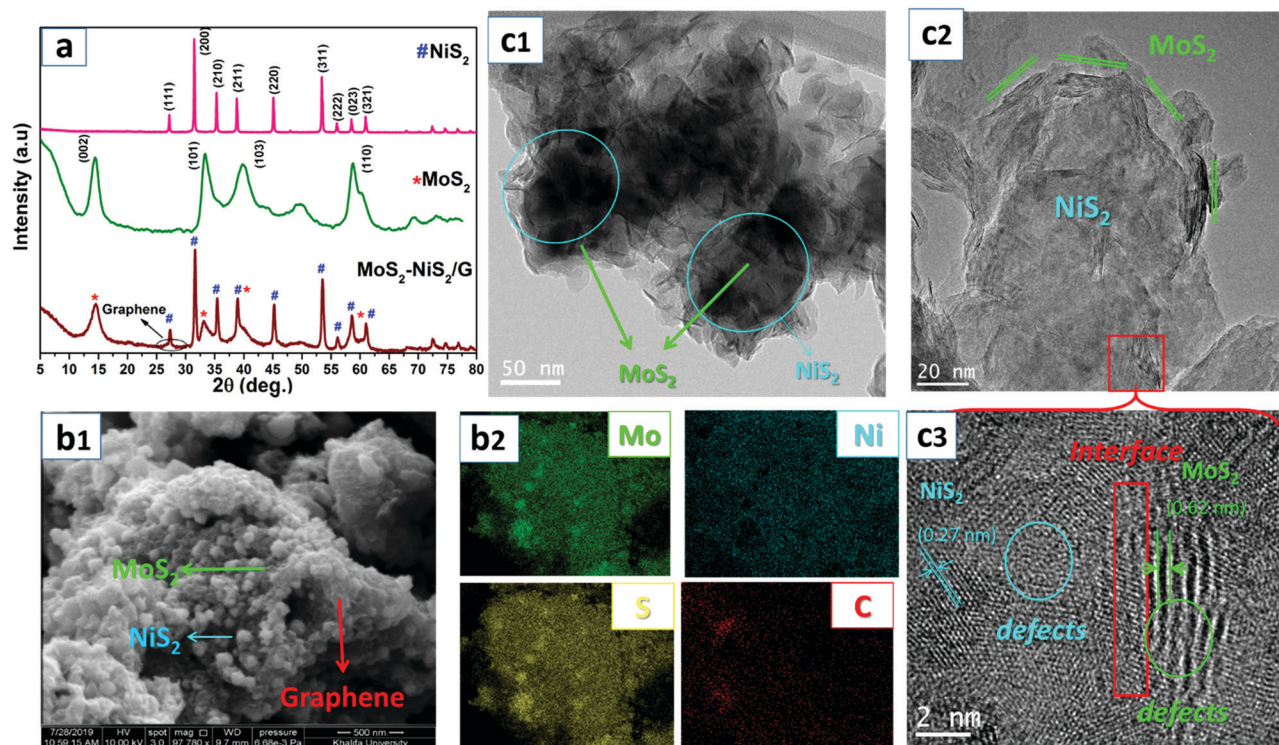 a
#NiS2
(111)
(200)
(210)
(211)
(220)
(311)
(222)
(023)
(321)
(002)
(101)
(103)
(110)
*MoS2
MoS2-NiS2/G
Graphene
* # # * # # * # # # # * #
Intensity (a.u)
5 10 15 20 25 30 35 40 45 50 55 60 65 70 75 80
2θ (deg.)
c1
MoS2
NiS2
50 nm
c2
MoS2
NiS2
20 nm
b1
MoS2
NiS2
Graphene
7/28/2019 HV spot mag □ WD pressure 500 nm
10:59:15 AM 10.00 kV 3.0 97 780 x 9.7 mm 6.68e-3 Pa Khalifa University
b2
Mo
Ni
S
C
c3
Interface
NiS2
MoS2
(0.27 nm)
(0.62 nm)
defects
defects
2 nm